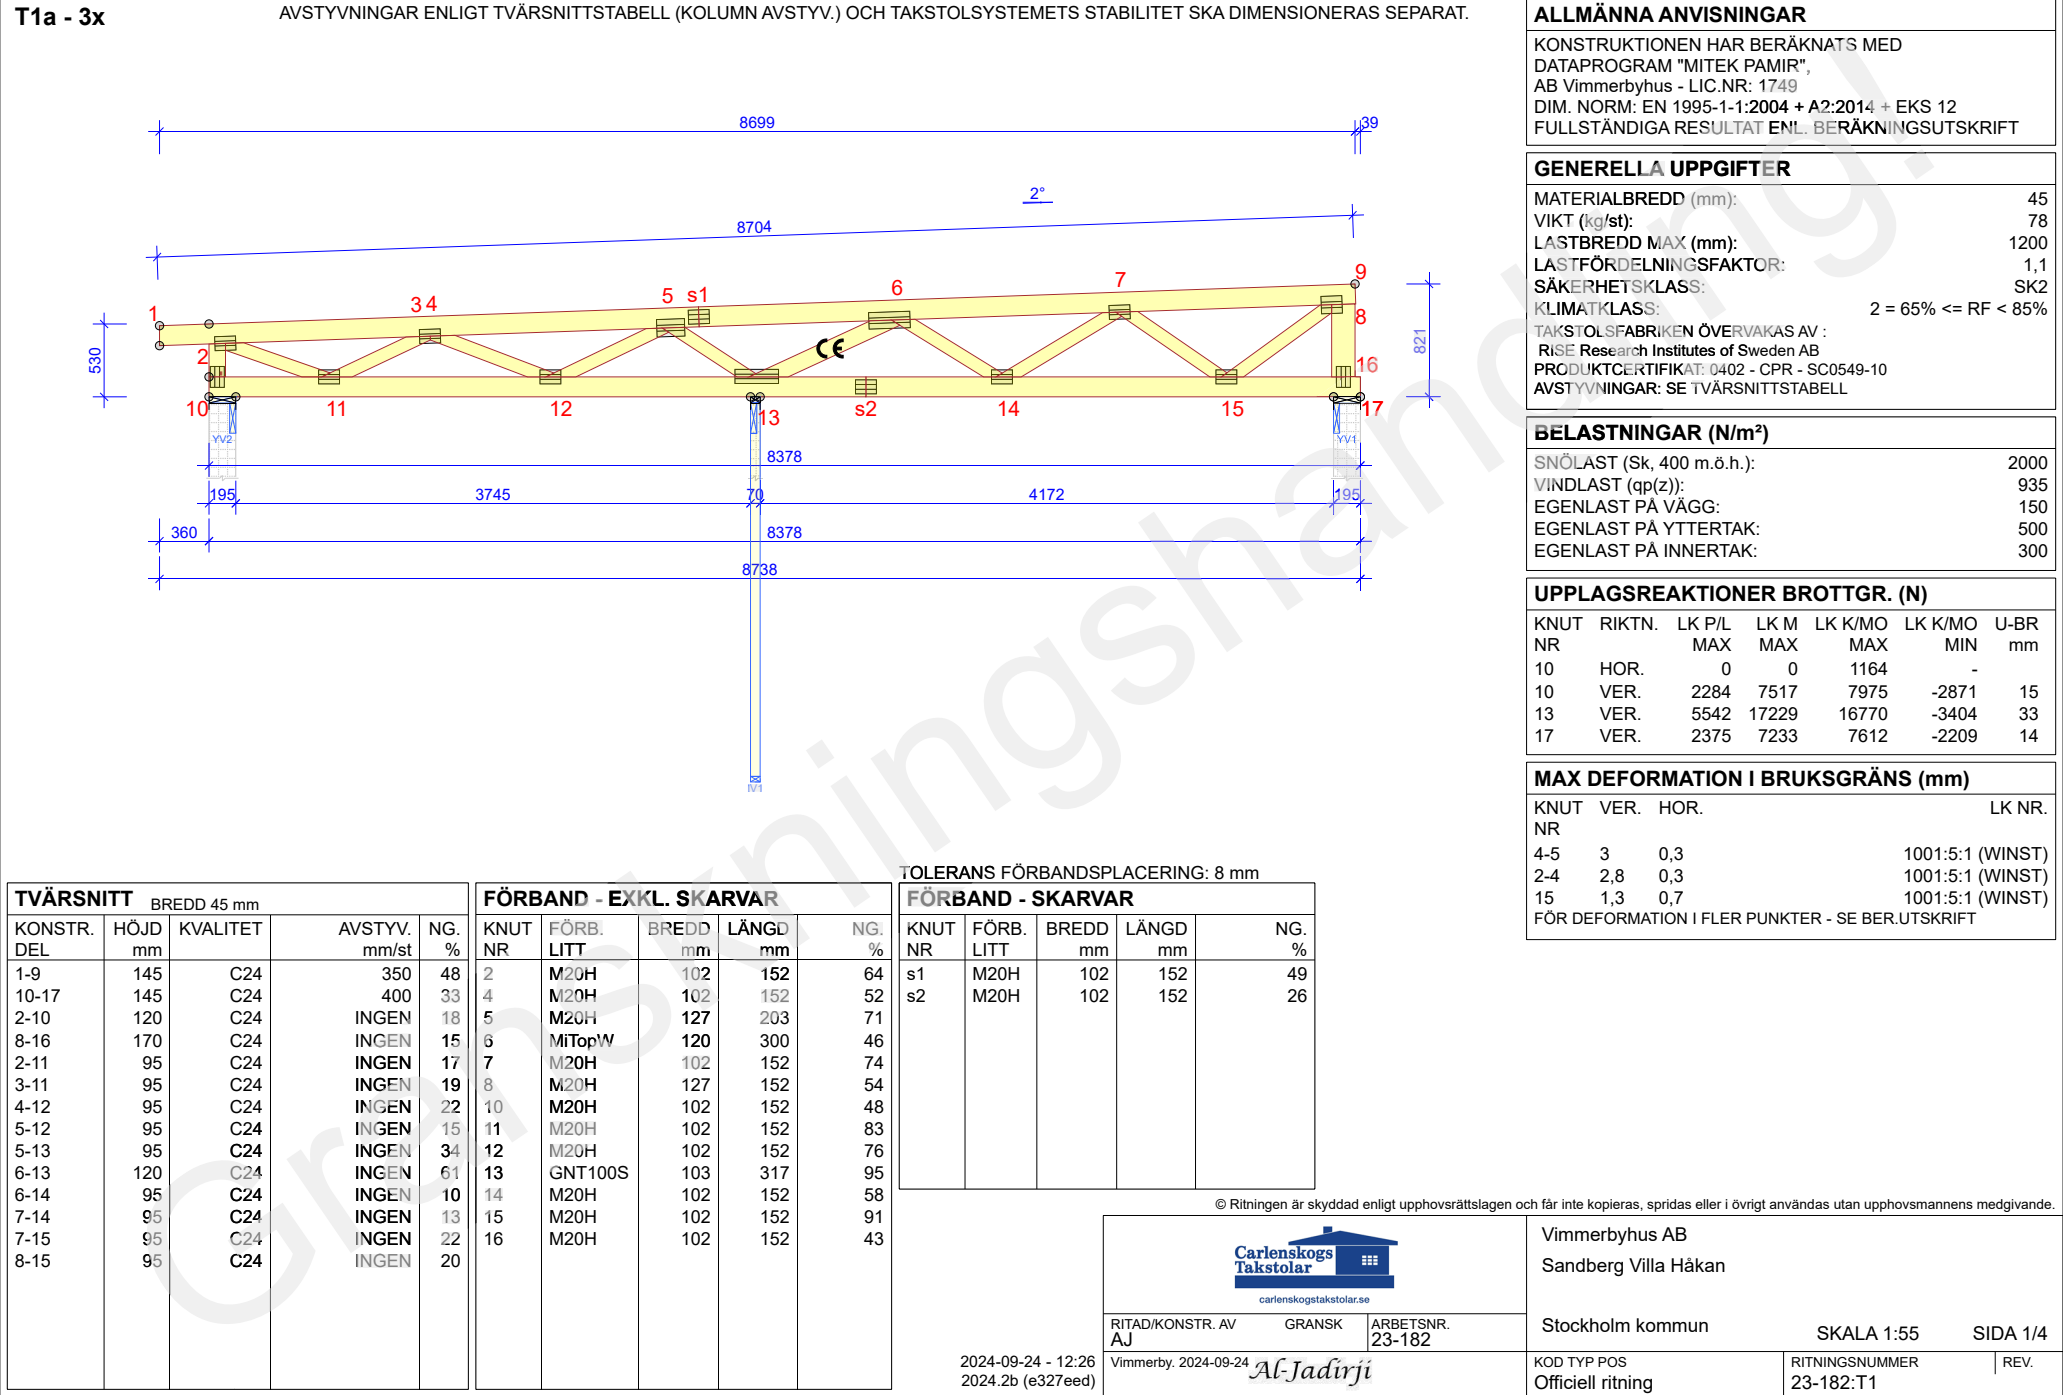 T1a - 3x
AVSTYVNINGAR ENLIGT TVÄRSNITTSTABELL (KOLUMN AVSTYV.) OCH TAKSTOLSYSTEMETS STABILITET SKA DIMENSIONERAS SEPARAT.
8699
39
2°
8704
1
2
3 4
5
s1
6
7
9
8
16
530
821
10
11
12
13
s2
14
15
17
YV2
YV1
8378
195
3745
70
4172
195
360
8378
8738
IV1
ALLMÄNNA ANVISNINGAR
KONSTRUKTIONEN HAR BERÄKNATS MED
DATAPROGRAM "MITEK PAMIR",
AB Vimmerbyhus - LIC.NR: 1749
DIM. NORM: EN 1995-1-1:2004 + A2:2014 + EKS 12
FULLSTÄNDIGA RESULTAT ENL. BERÄKNINGSUTSKRIFT
GENERELLA UPPGIFTER
MATERIALBREDD (mm): 45
VIKT (kg/st): 78
LASTBREDD MAX (mm): 1200
LASTFÖRDELNINGSFAKTOR: 1,1
SÄKERHETSKLASS: SK2
KLIMATKLASS: 2 = 65% <= RF < 85%
TAKSTOLSFABRIKEN ÖVERVAKAS AV :
RISE Research Institutes of Sweden AB
PRODUKTCERTIFIKAT: 0402 - CPR - SC0549-10
AVSTYVNINGAR: SE TVÄRSNITTSTABELL
BELASTNINGAR (N/m²)
SNÖLAST (Sk, 400 m.ö.h.): 2000
VINDLAST (qp(z)): 935
EGENLAST PÅ VÄGG: 150
EGENLAST PÅ YTTERTAK: 500
EGENLAST PÅ INNERTAK: 300
UPPLAGSREAKTIONER BROTTGR. (N)
KNUT RIKTN. LK P/L LK M LK K/MO LK K/MO U-BR
NR MAX MAX MAX MIN mm
10 HOR. 0 0 1164 -
10 VER. 2284 7517 7975 -2871 15
13 VER. 5542 17229 16770 -3404 33
17 VER. 2375 7233 7612 -2209 14
MAX DEFORMATION I BRUKSGRÄNS (mm)
KNUT VER. HOR. LK NR.
NR
4-5 3 0,3 1001:5:1 (WINST)
2-4 2,8 0,3 1001:5:1 (WINST)
15 1,3 0,7 1001:5:1 (WINST)
FÖR DEFORMATION I FLER PUNKTER - SE BER.UTSKRIFT
TVÄRSNITT BREDD 45 mm
KONSTR. HÖJD KVALITET AVSTYV. NG.
DEL mm mm/st %
1-9 145 C24 350 48
10-17 145 C24 400 33
2-10 120 C24 INGEN 18
8-16 170 C24 INGEN 15
2-11 95 C24 INGEN 17
3-11 95 C24 INGEN 19
4-12 95 C24 INGEN 22
5-12 95 C24 INGEN 15
5-13 95 C24 INGEN 34
6-13 120 C24 INGEN 61
6-14 95 C24 INGEN 10
7-14 95 C24 INGEN 13
7-15 95 C24 INGEN 22
8-15 95 C24 INGEN 20
FÖRBAND - EXKL. SKARVAR
KNUT FÖRB. BREDD LÄNGD NG.
NR LITT mm mm %
2 M20H 102 152 64
4 M20H 102 152 52
5 M20H 127 203 71
6 MiTopW 120 300 46
7 M20H 102 152 74
8 M20H 127 152 54
10 M20H 102 152 48
11 M20H 102 152 83
12 M20H 102 152 76
13 GNT100S 103 317 95
14 M20H 102 152 58
15 M20H 102 152 91
16 M20H 102 152 43
TOLERANS FÖRBANDSPLACERING: 8 mm
FÖRBAND - SKARVAR
KNUT FÖRB. BREDD LÄNGD NG.
NR LITT mm mm %
s1 M20H 102 152 49
s2 M20H 102 152 26
© Ritningen är skyddad enligt upphovsrättslagen och får inte kopieras, spridas eller i övrigt användas utan upphovsmannens medgivande.
Carlenskogs
Takstolar
carlenskogstakstolar.se
Vimmerbyhus AB
Sandberg Villa Håkan
Stockholm kommun SKALA 1:55 SIDA 1/4
RITAD/KONSTR. AV GRANSK ARBETSNR.
AJ 23-182
2024-09-24 - 12:26
2024.2b (e327eed)
Vimmerby. 2024-09-24 Al-Jadirji
KOD TYP POS RITNINGSNUMMER REV.
Officiell ritning 23-182:T1
Grenskningshandling!
CE